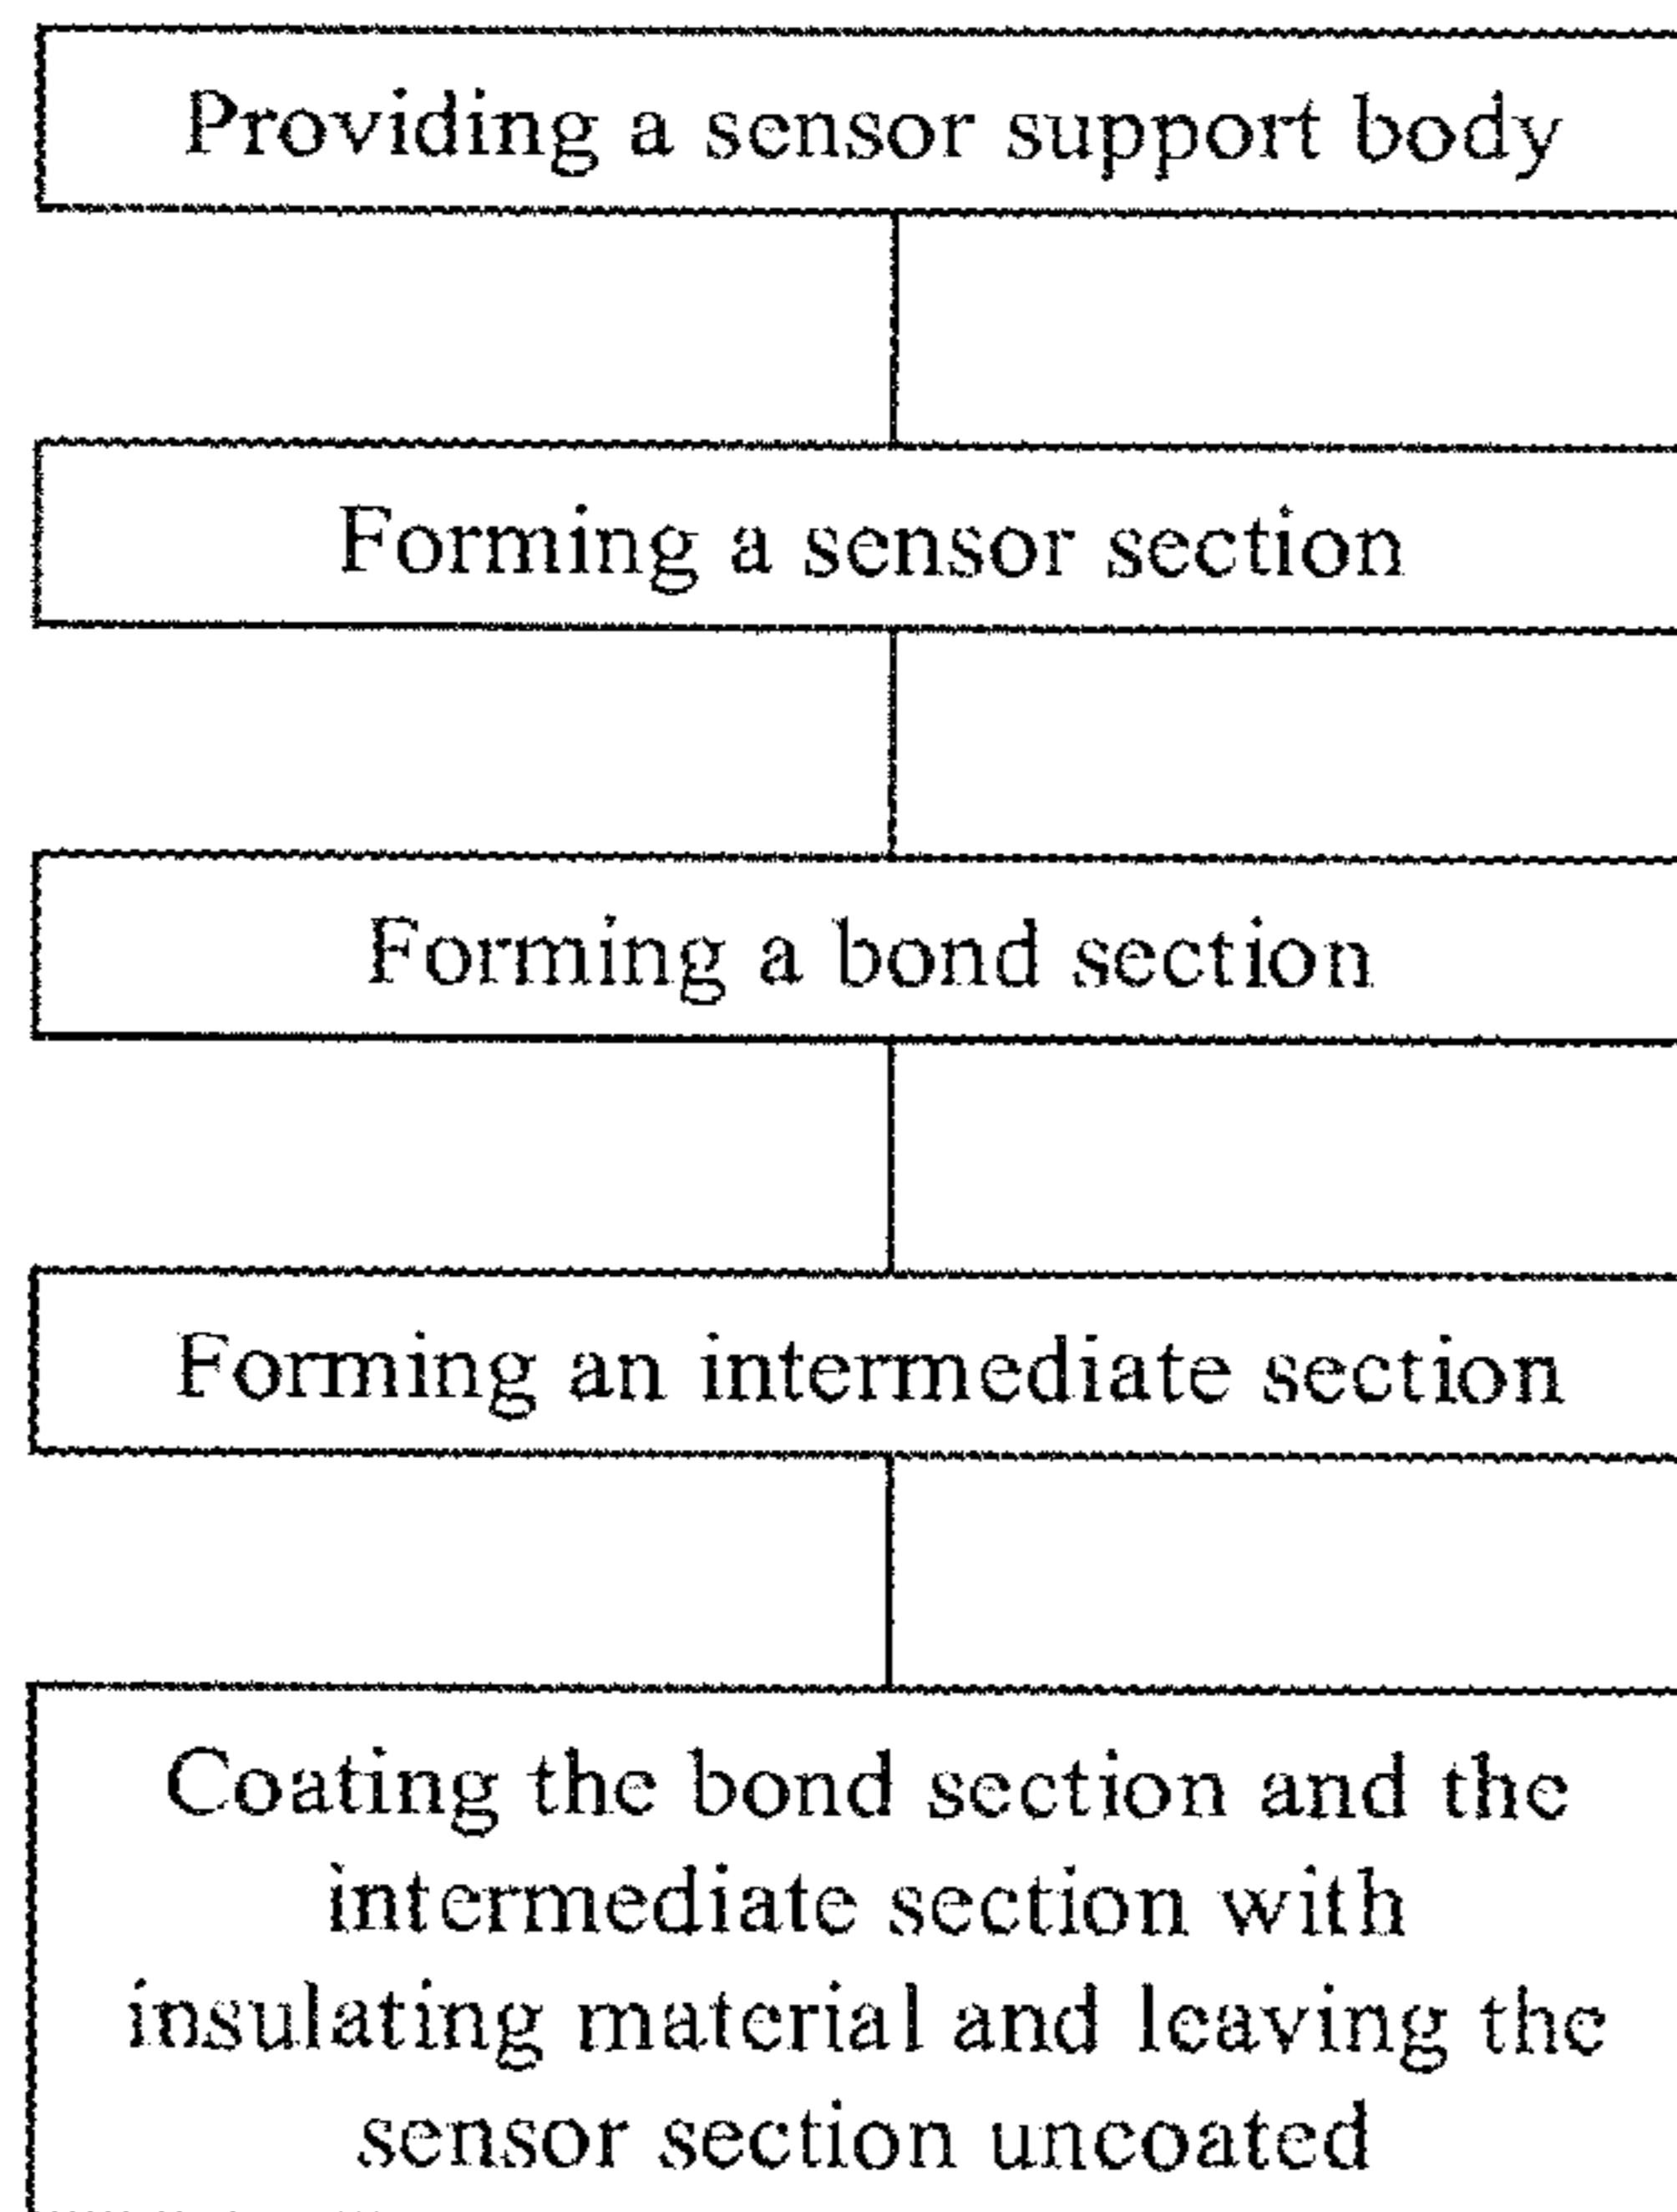 Providing a sensor support body
Forming a sensor section
Forming a bond section
Forming an intermediate section
Coating the bond section and the
intermediate section with
insulating material and leaving the
sensor section uncoated